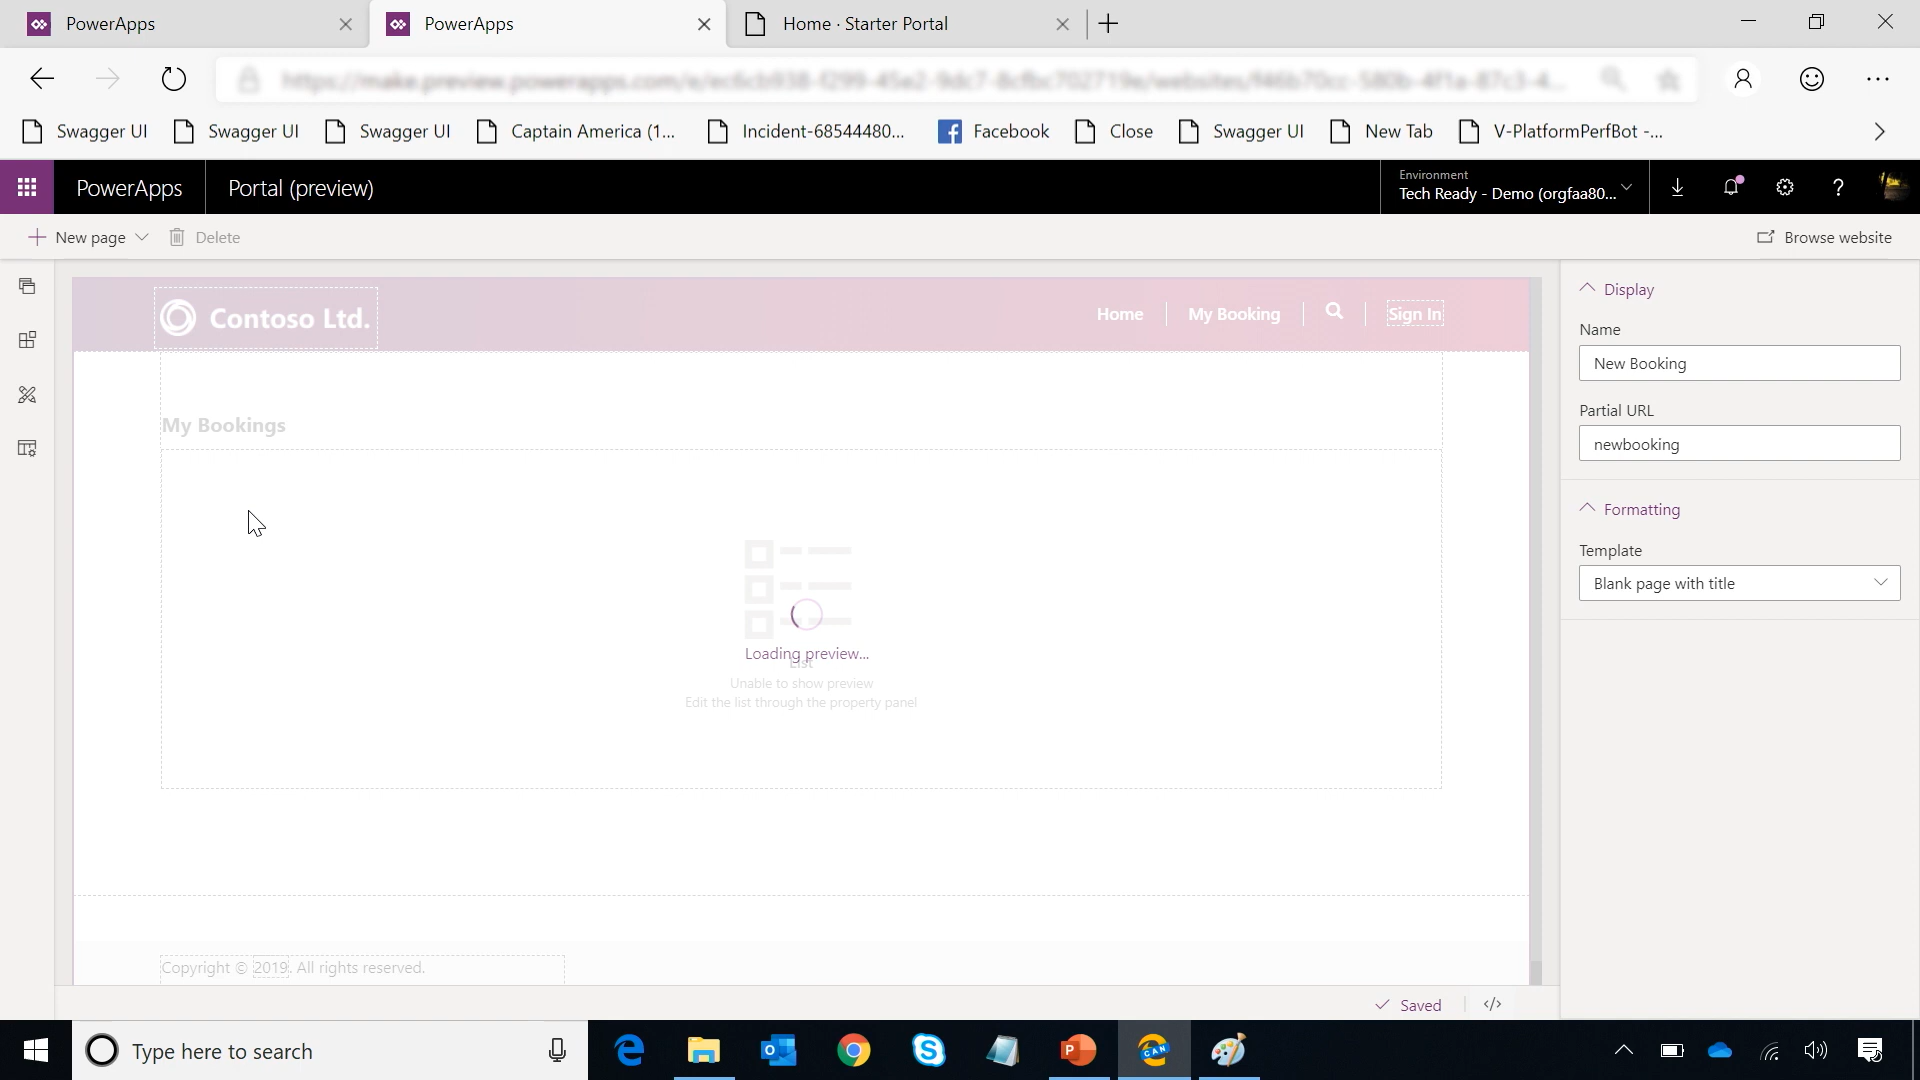 PowerApps
PowerApps
Home · Starter Portal
Swagger UI
Swagger UI
Swagger UI
Captain America (1...
Incident-68544480...
Facebook
Close
Swagger UI
New Tab
V-PlatformPerfBot -...
PowerApps
Portal (preview)
Environment
Tech Ready - Demo (orgfaa80...
New page
Delete
Browse website
Contoso Ltd.
Home
My Booking
Sign In
Display
Name
New Booking
Partial URL
newbooking
My Bookings
Formatting
Template
Blank page with title
Loading preview...
List
Unable to show preview
Edit the list through the property panel
Copyright © 2019. All rights reserved.
Saved
Type here to search
CAN